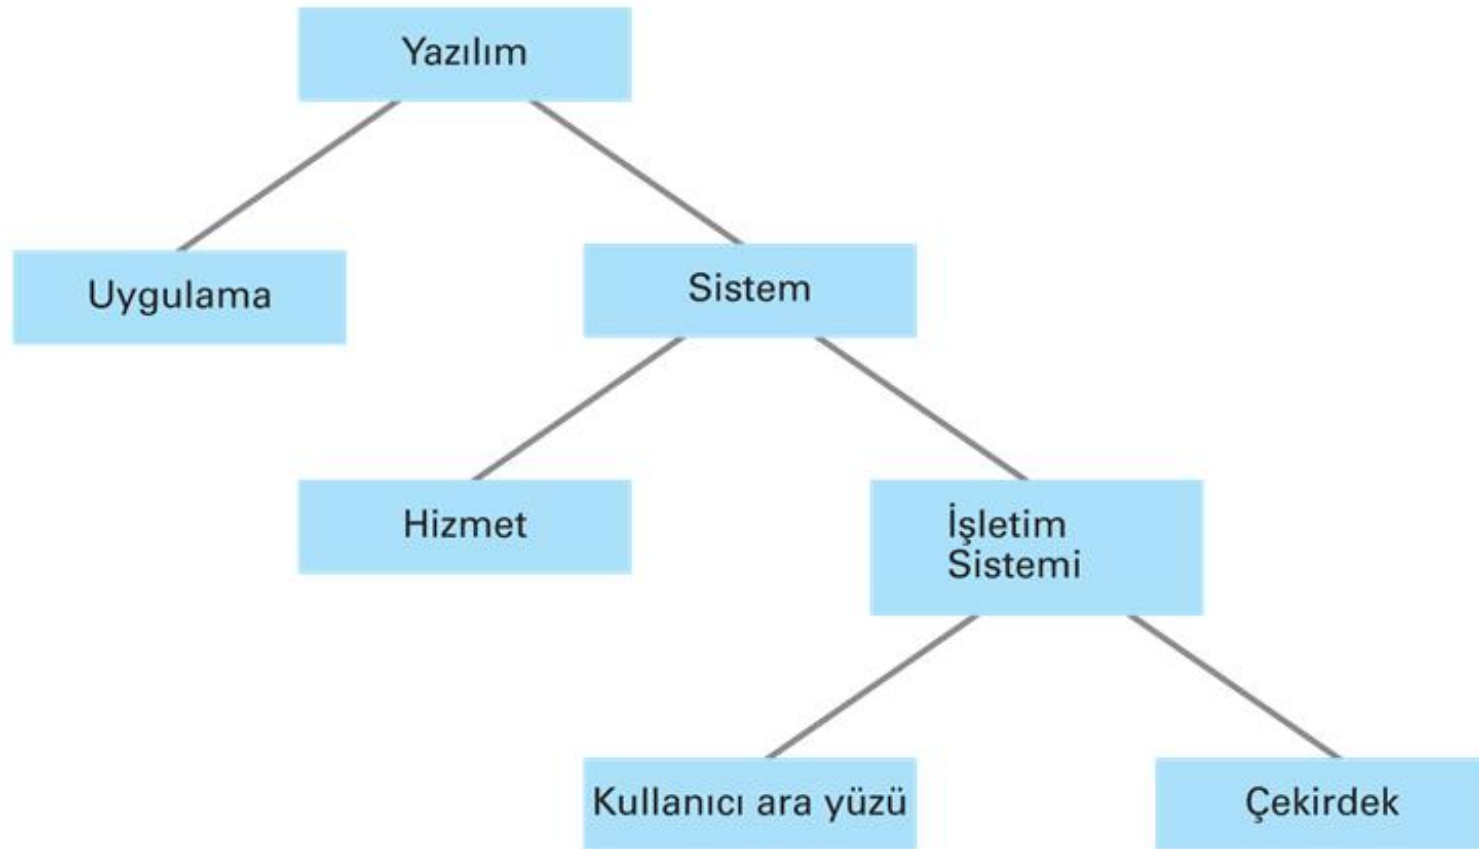 Yazılım
Uygulama
Sistem
Hizmet
İşletim
Sistemi
Kullanıcı ara yüzü
Çekirdek